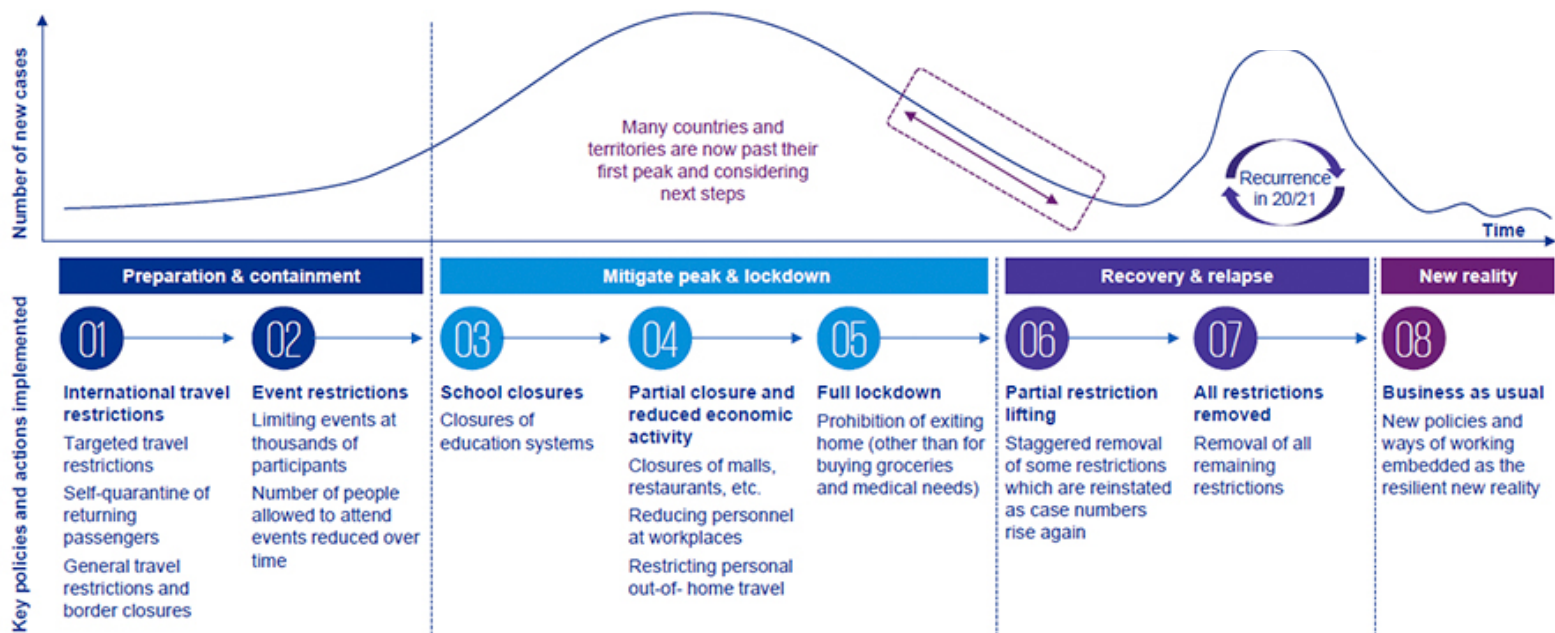 Number of new cases
Many countries and
territories are now past their
first peak and considering
next steps
Recurrence
in 20/21
Time
Key policies and actions implemented
Preparation & containment
Mitigate peak & lockdown
Recovery & relapse
New reality
01
International travel
restrictions
Targeted travel
restrictions
Self-quarantine of
returning
passengers
General travel
restrictions and
border closures
02
Event restrictions
Limiting events at
thousands of
participants
Number of people
allowed to attend
events reduced over
time
03
School closures
Closures of
education systems
04
Partial closure and
reduced economic
activity
Closures of malls,
restaurants, etc.
Reducing personnel
at workplaces
Restricting personal
out-of- home travel
05
Full lockdown
Prohibition of exiting
home (other than for
buying groceries
and medical needs)
06
Partial restriction
lifting
Staggered removal
of some restrictions
which are reinstated
as case numbers
rise again
07
All restrictions
removed
Removal of all
remaining
restrictions
08
Business as usual
New policies and
ways of working
embedded as the
resilient new reality